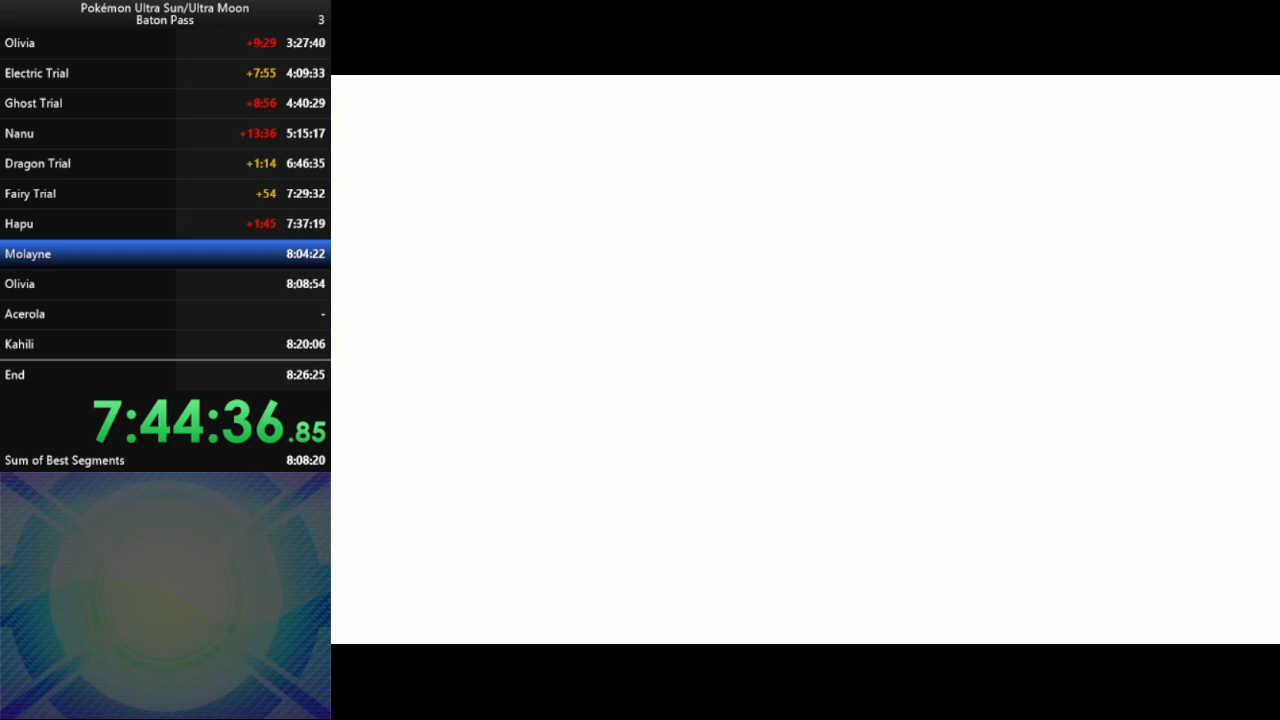 Pokémon Ultra Sun/Ultra Moon
Baton Pass 3
Olivia +9:29 3:27:40
Electric Trial +7:55 4:09:33
Ghost Trial +8:56 4:40:29
Nanu +13:36 5:15:17
Dragon Trial +1:14 6:46:35
Fairy Trial +54 7:29:32
Hapu +1:45 7:37:19
Molayne 8:04:22
Olivia 8:08:54
Acerola -
Kahili 8:20:06
End 8:26:25
7:44:36.85
Sum of Best Segments 8:08:20